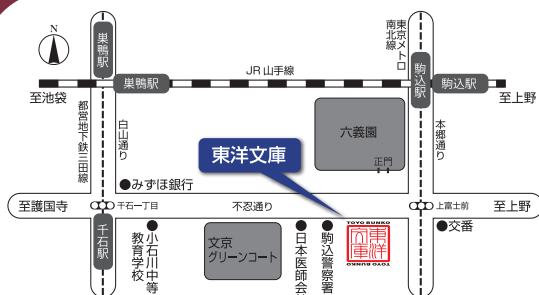 N
巣鴨駅
東京メトロ
南北線
JR 山手線
巣鴨駅
駒込駅
駒込駅
至池袋
至上野
都営地下鉄三田線
白山通り
本郷通り
六義園
正門
東洋文庫
みずほ銀行
至護国寺
千石一丁目
不忍通り
上富士前
至上野
千石駅
小石川中等
教育学校
文京
グリーンコート
日本医師会
駒込警察署
TOYO BUNKO
東洋文庫
TOYO BUNKO
交番